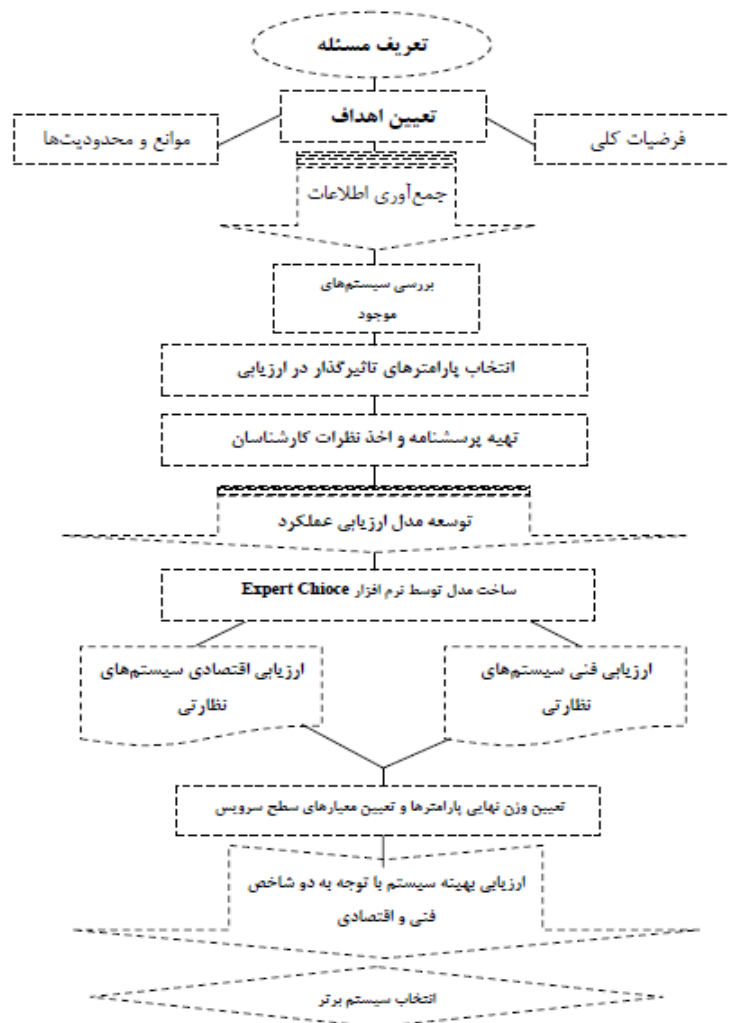 تعریف مسئله
تعیین اهداف
فرضیات کلی
موانع و محدودیت‌ها
جمع‌آوری اطلاعات
بررسی سیستم‌های
موجود
انتخاب پارامترهای تاثیرگذار در ارزیابی
تهیه پرسشنامه و اخذ نظرات کارشناسان
توسعه مدل ارزیابی عملکرد
ساخت مدل توسط نرم افزار Expert Chioce
ارزیابی فنی سیستم‌های
نظارتی
ارزیابی اقتصادی سیستم‌های
نظارتی
تعیین وزن نهایی پارامترها و تعیین معیارهای سطح سرویس
ارزیابی بهینه سیستم با توجه به دو شاخص
فنی و اقتصادی
انتخاب سیستم برتر